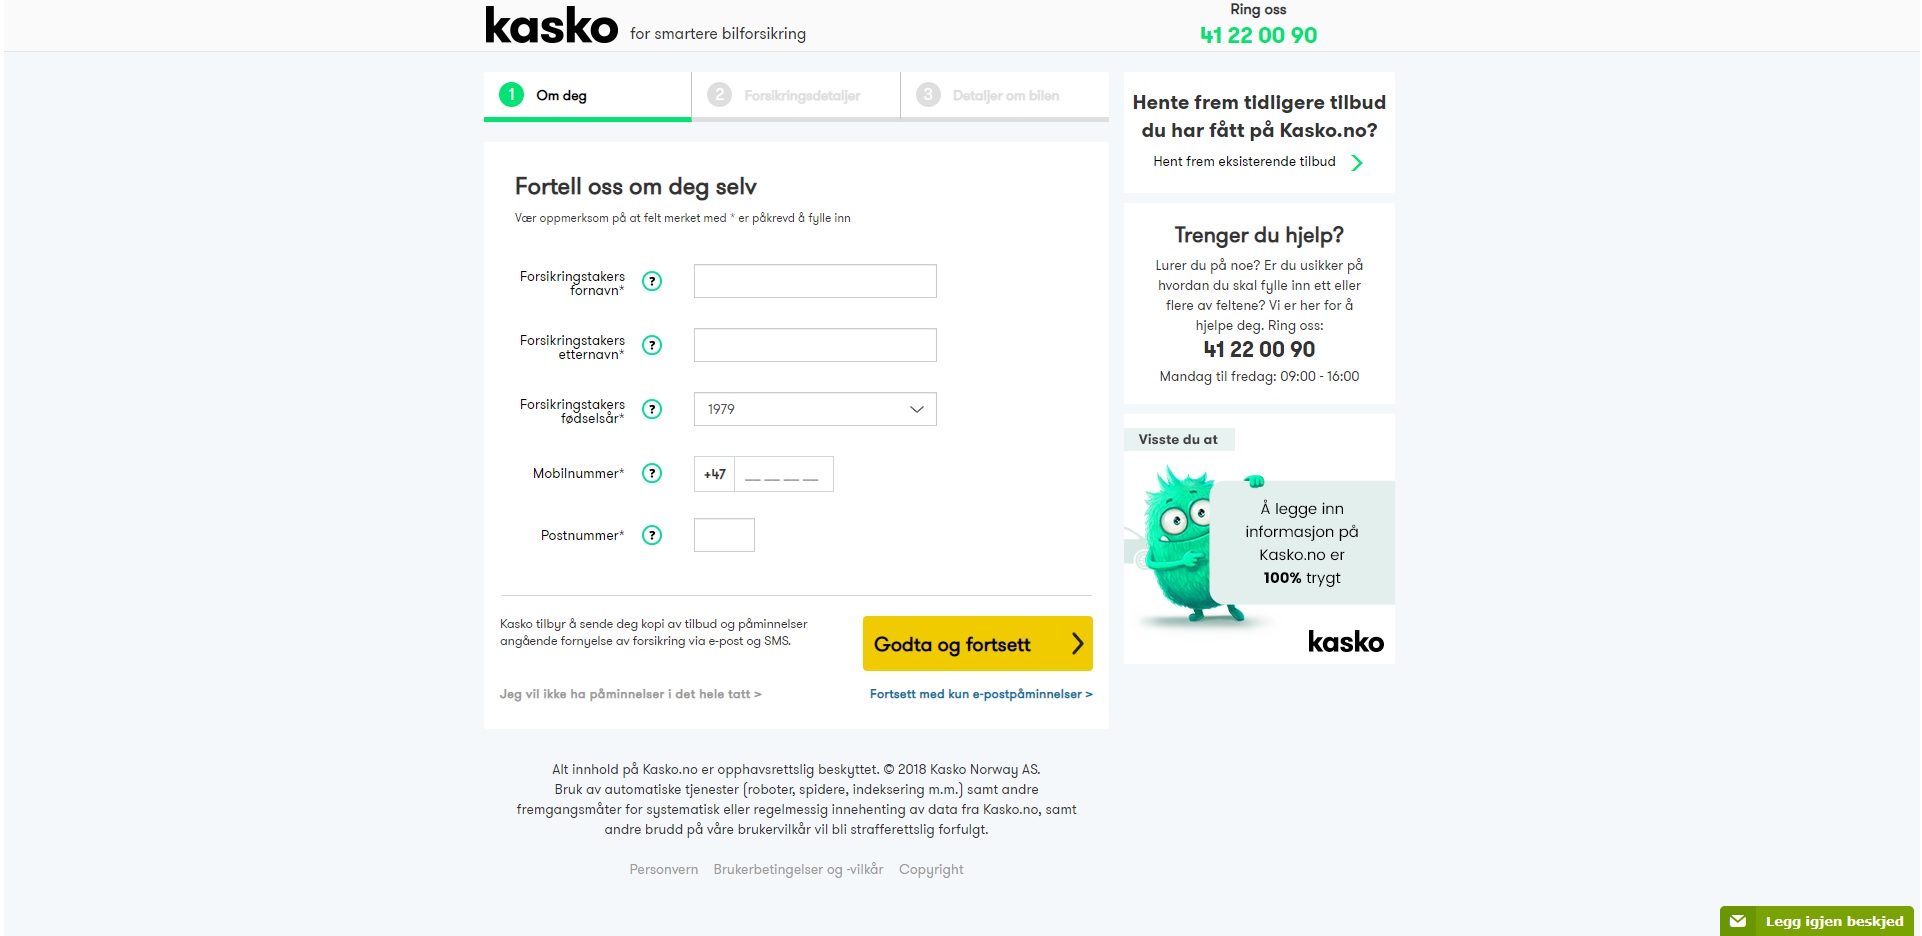 kasko for smartere bilforsikring
Ring oss
41 22 00 90
1 Om deg
2 Forsikringsdetaljer
3 Detaljer om bilen
Fortell oss om deg selv
Vær oppmerksom på at felt merket med * er påkrevd å fylle inn
Forsikringstakers
fornavn*
?
Forsikringstakers
etternavn*
?
Forsikringstakers
fødselsår*
?
1979
Mobilnummer* ? +47 __ __ __ __
Postnummer* ?
Kasko tilbyr å sende deg kopi av tilbud og påminnelser
angående fornyelse av forsikring via e-post og SMS.
Godta og fortsett
Jeg vil ikke ha påminnelser i det hele tatt >
Fortsett med kun e-postpåminnelser >
Hente frem tidligere tilbud
du har fått på Kasko.no?
Hent frem eksisterende tilbud
Trenger du hjelp?
Lurer du på noe? Er du usikker på
hvordan du skal fylle inn ett eller
flere av feltene? Vi er her for å
hjelpe deg. Ring oss:
41 22 00 90
Mandag til fredag: 09:00 - 16:00
Visste du at
Å legge inn
informasjon på
Kasko.no er
100% trygt
kasko
Alt innhold på Kasko.no er opphavsrettslig beskyttet. © 2018 Kasko Norway AS.
Bruk av automatiske tjenester (roboter, spidere, indeksering m.m.) samt andre
fremgangsmåter for systematisk eller regelmessig innehenting av data fra Kasko.no, samt
andre brudd på våre brukervilkår vil bli strafferettslig forfulgt.
Personvern Brukerbetingelser og -vilkår Copyright
Legg igjen beskjed